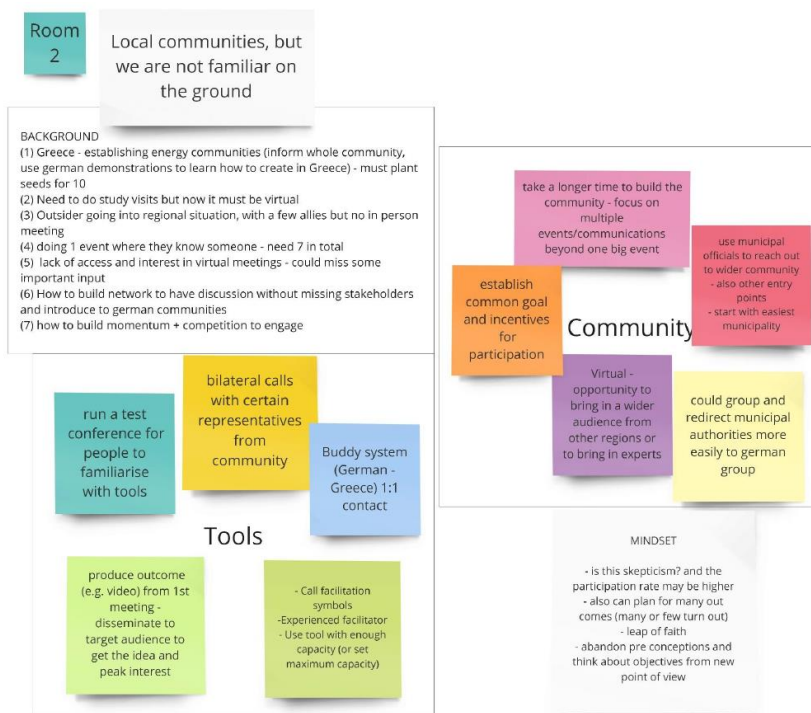 Room
2
Local communities, but
we are not familiar on
the ground
BACKGROUND
(1) Greece - establishing energy communities (inform whole community,
use german demonstrations to learn how to create in Greece) - must plant
seeds for 10
(2) Need to do study visits but now it must be virtual
(3) Outsider going into regional situation, with a few allies but no in person
meeting
(4) doing 1 event where they know someone - need 7 in total
(5) lack of access and interest in virtual meetings - could miss some
important input
(6) How to build network to have discussion without missing stakeholders
and introduce to german communities
(7) how to build momentum + competition to engage
take a longer time to build the
community - focus on
multiple
events/communications
beyond one big event
use municipal
officials to reach out
to wider community
- also other entry
points
- start with easiest
municipality
establish
common goal
and incentives
for
participation
Community
Virtual -
opportunity to
bring in a wider
audience from
other regions or
to bring in experts
could group and
redirect municipal
authorities more
easily to german
group
run a test
conference for
people to
familiarise
with tools
bilateral calls
with certain
representatives
from
community
Buddy system
(German -
Greece) 1:1
contact
Tools
produce outcome
(e.g. video) from 1st
meeting -
disseminate to
target audience to
get the idea and
peak interest
- Call facilitation
symbols
-Experienced facilitator
- Use tool with enough
capacity (or set
maximum capacity)
MINDSET
- is this skepticism? and the
participation rate may be higher
- also can plan for many out
comes (many or few turn out)
- leap of faith
- abandon pre conceptions and
think about objectives from new
point of view